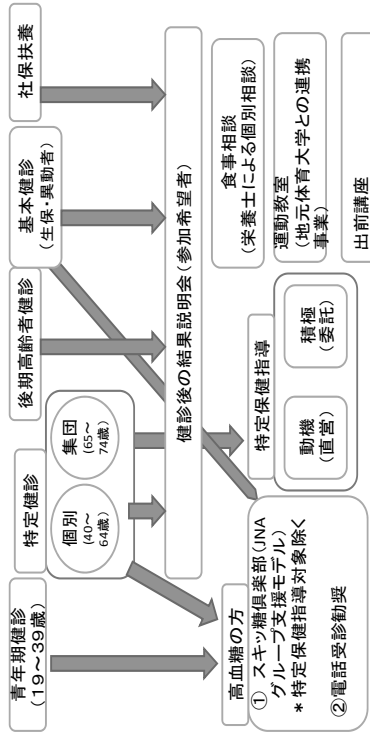 青年期健診
(19～39歳)
特定健診
個別
(40～
64歳)
集団
(65～
74歳)
後期高齢者健診
基本健診
(生保・異動者)
社保扶養
健診後の結果説明会(参加希望者)
高血糖の方
① スキッ糖倶楽部(JNA
グループ支援モデル)
*特定保健指導対象除く
②電話受診勧奨
特定保健指導
動機
(直営)
積極
(委託)
食事相談
(栄養士による個別相談)
運動教室
(地元体育大学との連携
事業)
出前講座